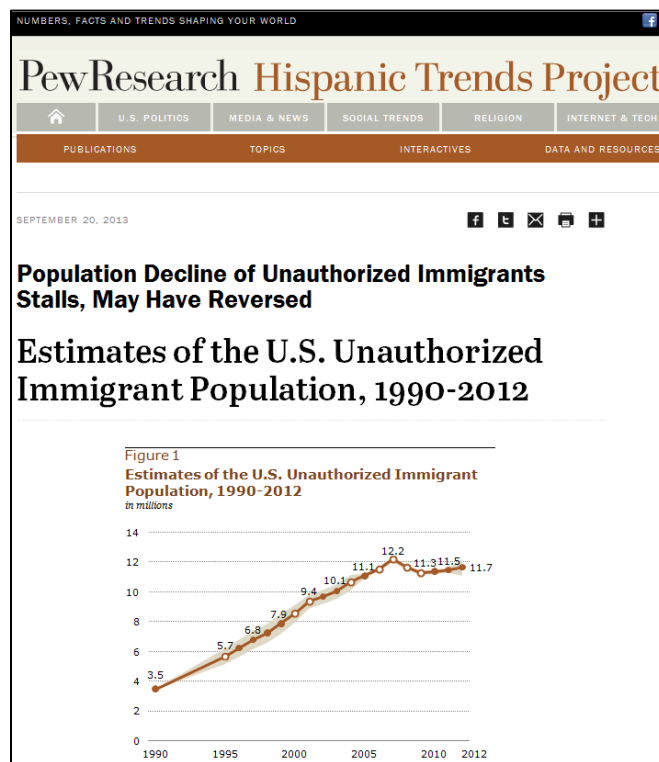 NUMBERS, FACTS AND TRENDS SHAPING YOUR WORLD
PewResearch Hispanic Trends Project
U.S. POLITICS MEDIA & NEWS SOCIAL TRENDS RELIGION INTERNET & TECH
PUBLICATIONS TOPICS INTERACTIVES DATA AND RESOURCES
SEPTEMBER 20, 2013
Population Decline of Unauthorized Immigrants
Stalls, May Have Reversed
Estimates of the U.S. Unauthorized
Immigrant Population, 1990-2012
Figure 1
Estimates of the U.S. Unauthorized Immigrant
Population, 1990-2012
in millions
14
12
10
8
6
4
2
0
3.5
5.7
6.8
7.9
9.4
10.1
11.1
12.2
11.3
11.5
11.7
1990 1995 2000 2005 2010 2012